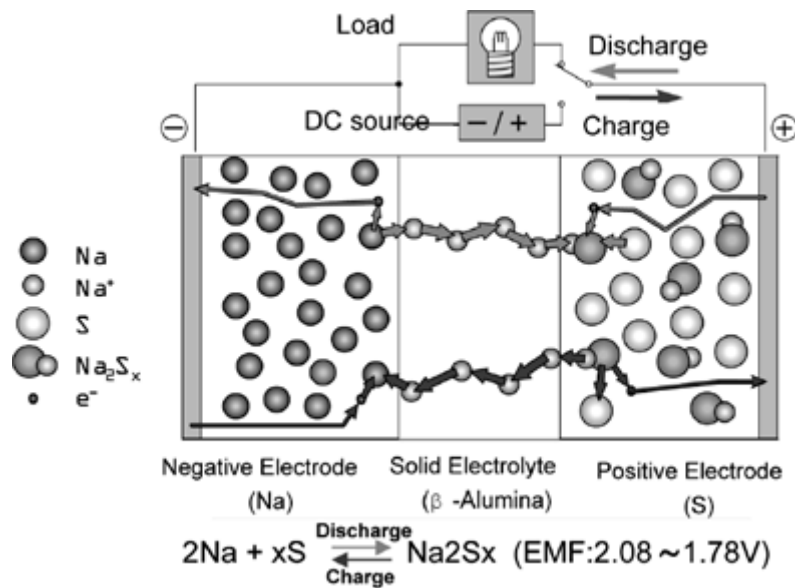 Load
Discharge
DC source
− / +
Charge
−
+
Na
Na⁺
S
Na₂Sₓ
e⁻
Negative Electrode
(Na)
Solid Electrolyte
(β -Alumina)
Positive Electrode
(S)
Discharge
2Na + xS Na2Sx (EMF:2.08 ~1.78V)
Charge